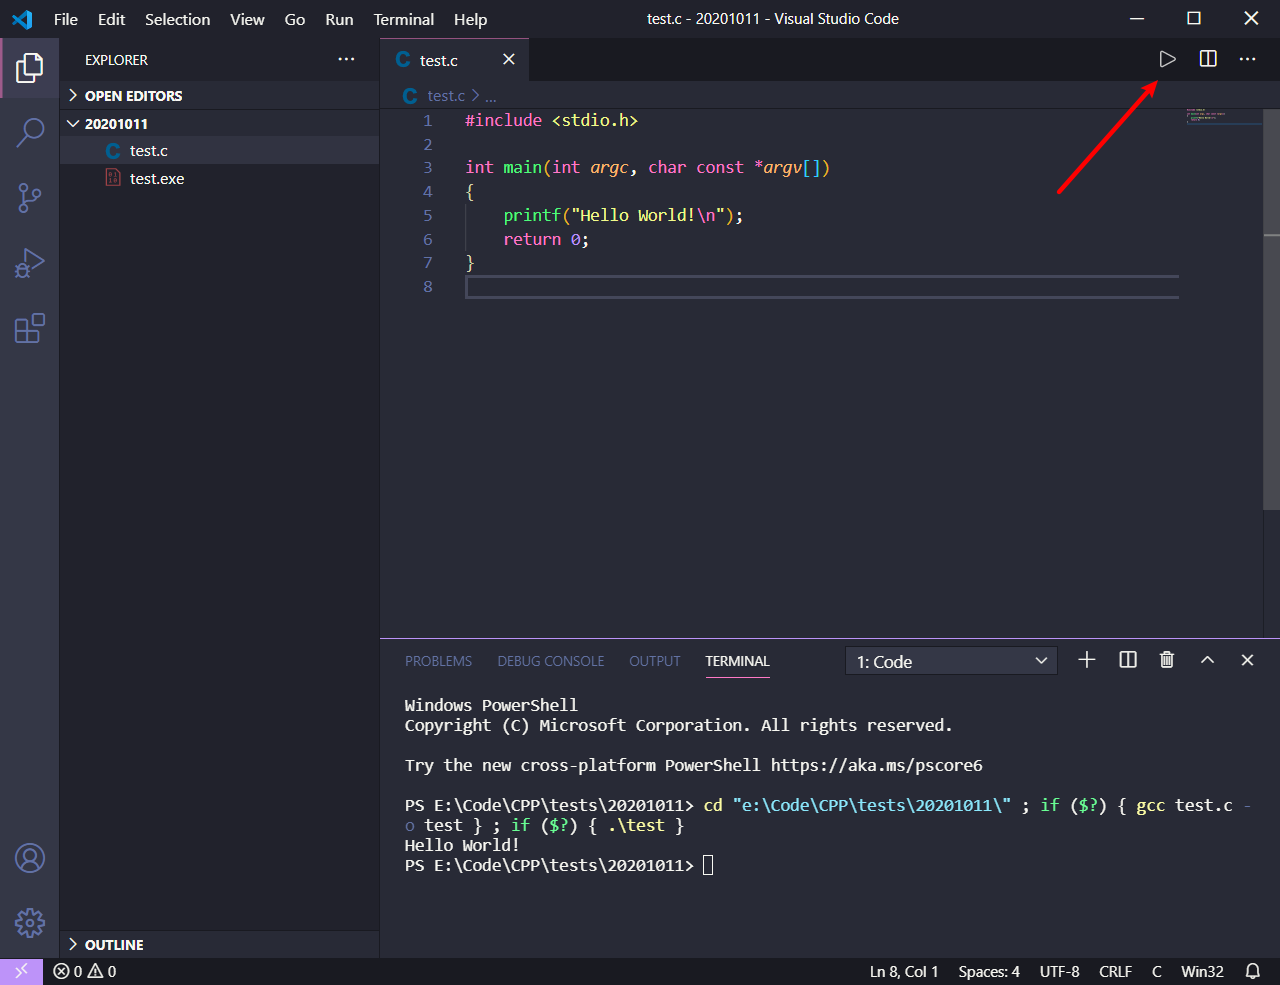 File Edit Selection View Go Run Terminal Help
test.c - 20201011 - Visual Studio Code
EXPLORER
OPEN EDITORS
20201011
test.c
test.exe
OUTLINE
C test.c
C test.c > ...
1 #include <stdio.h>
2
3 int main(int argc, char const *argv[])
4 {
5 printf("Hello World!\n");
6 return 0;
7 }
8
PROBLEMS DEBUG CONSOLE OUTPUT TERMINAL
1: Code
Windows PowerShell
Copyright (C) Microsoft Corporation. All rights reserved.
Try the new cross-platform PowerShell https://aka.ms/pscore6
PS E:\Code\CPP\tests\20201011> cd "e:\Code\CPP\tests\20201011\" ; if ($?) { gcc test.c -
o test } ; if ($?) { .\test }
Hello World!
PS E:\Code\CPP\tests\20201011>
0 0
Ln 8, Col 1 Spaces: 4 UTF-8 CRLF C Win32